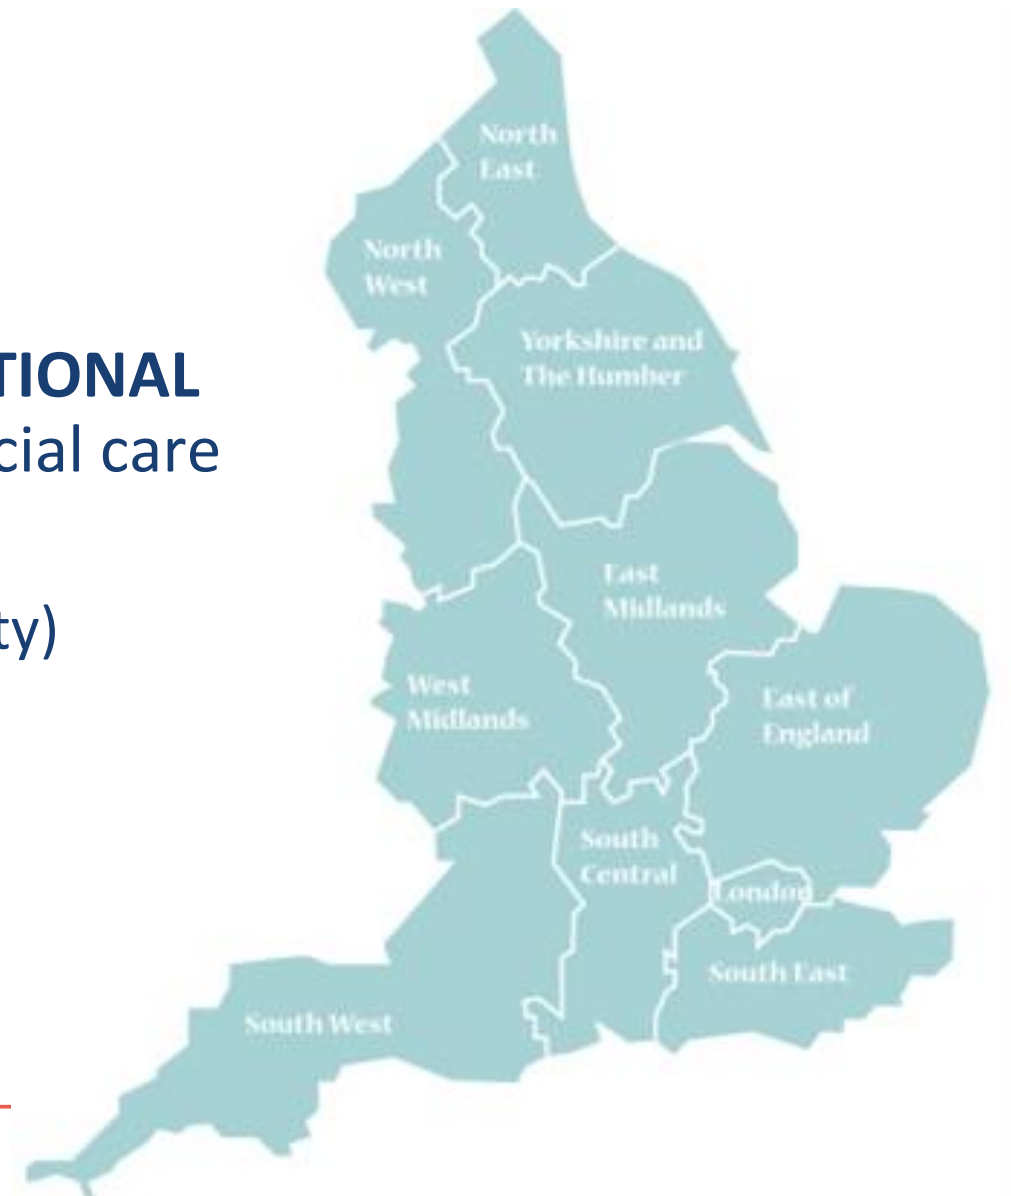 TIONAL
cial care
ty)
North
East
North
West
Yorkshire and
The Humber
East
Midlands
West
Midlands
East of
England
South
Central
London
South East
South West